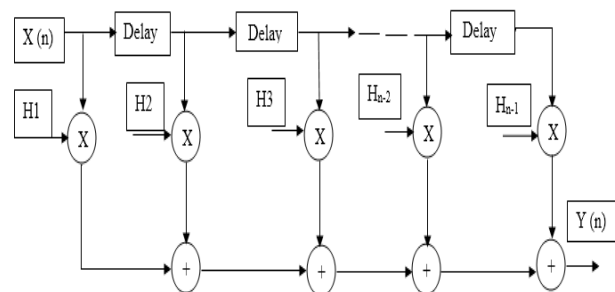 X (n)
Delay
Delay
Delay
H1
H2
H3
Hn-2
Hn-1
X
X
X
X
X
Y (n)
+
+
+
+